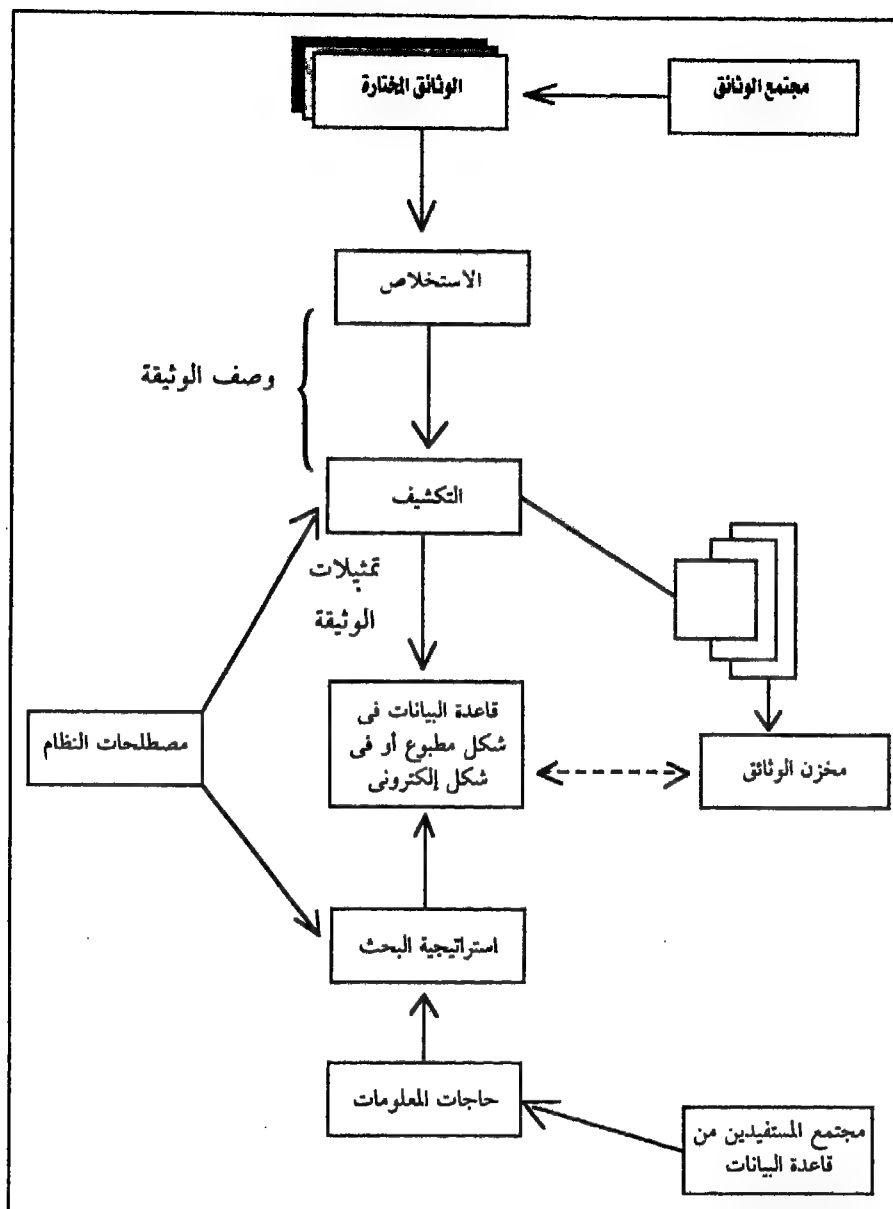 مجتمع الوثائق
الوثائق المختارة
الاستخلاص
وصف الوثيقة
التكشيف
تمثيلات
الوثيقة
قاعدة البيانات فى
شكل مطبوع أو فى
شكل إلكترونى
مصطلحات النظام
مخزن الوثائق
استراتيجية البحث
حاجات المعلومات
مجتمع المستفيدين من
قاعدة البيانات